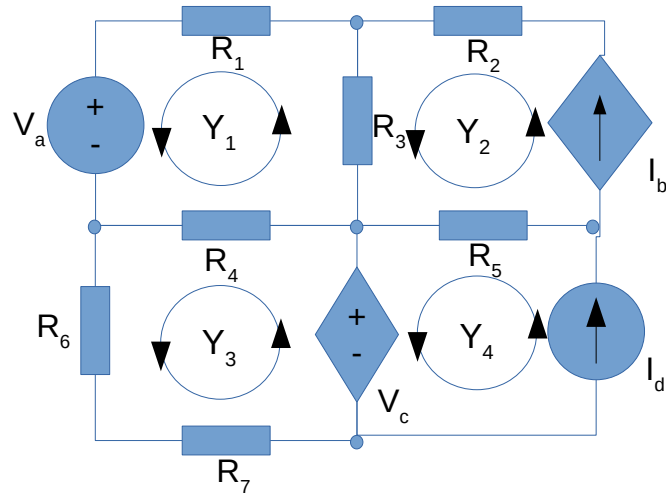 R1
R2
Va
+
-
Y1
R3
Y2
Ib
R4
R5
R6
Y3
+
-
Y4
Vc
Id
R7